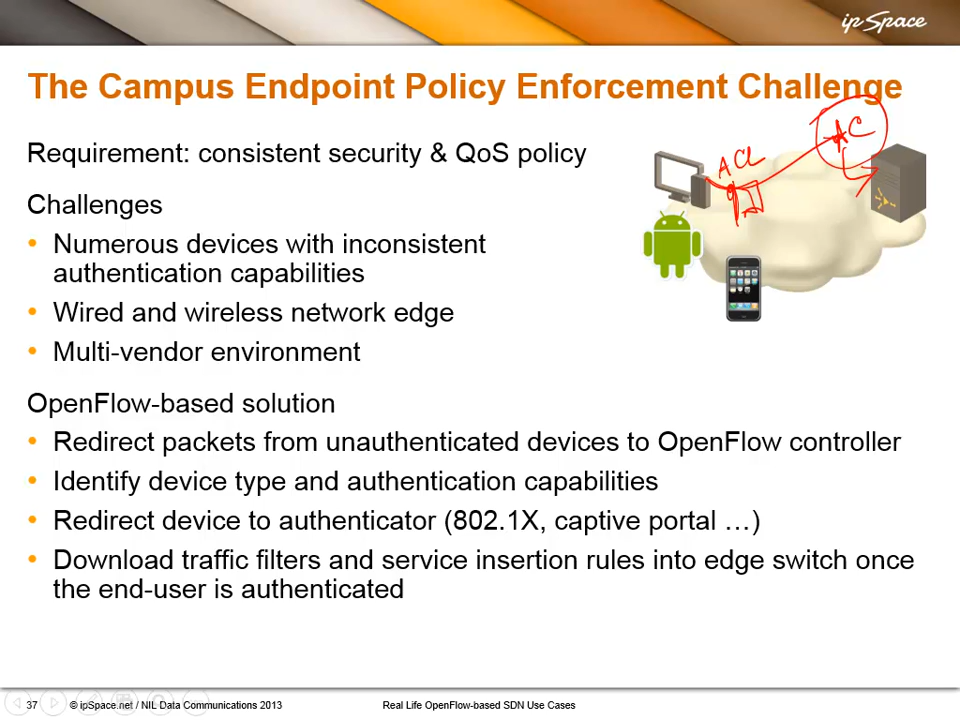 ipSpace
The Campus Endpoint Policy Enforcement Challenge
Requirement: consistent security & QoS policy
AC
ACL
Challenges
• Numerous devices with inconsistent
authentication capabilities
• Wired and wireless network edge
• Multi-vendor environment
OpenFlow-based solution
• Redirect packets from unauthenticated devices to OpenFlow controller
• Identify device type and authentication capabilities
• Redirect device to authenticator (802.1X, captive portal …)
• Download traffic filters and service insertion rules into edge switch once
the end-user is authenticated
37 © ipSpace.net / NIL Data Communications 2013 Real Life OpenFlow-based SDN Use Cases